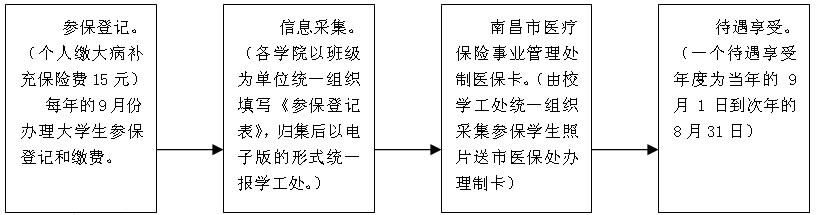 参保登记。
（个人缴大病补
充保险费15元）
每年的9月份
办理大学生参保
登记和缴费。
信息采集。
（各学院以班级
为单位统一组织
填写《参保登记
表》，归集后以电
子版的形式统一
报学工处。）
南昌市医疗
保险事业管理处
制医保卡。（由校
学工处统一组织
采集参保学生照
片送市医保处办
理制卡）
待遇享受。
（一个待遇享受
年度为当年的 9
月 1 日到次年的
8月31日）